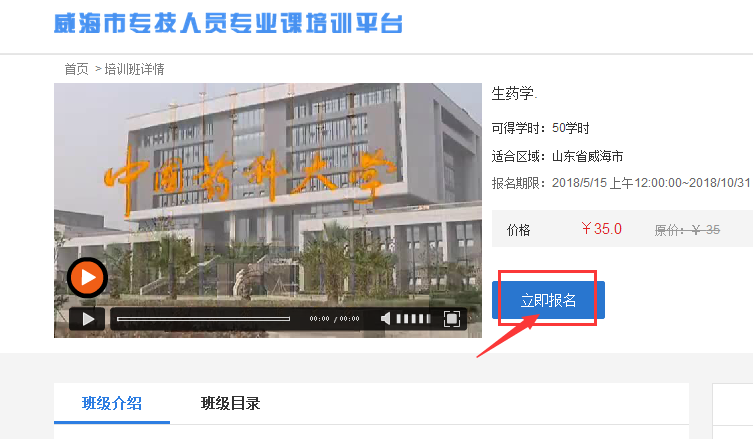 威海市专技人员专业课培训平台
首页 > 培训班详情
中国药科大学
00:00 / 00:00
生药学.
可得学时：50学时
适合区域：山东省威海市
报名期限：2018/5/15 上午12:00:00~2018/10/31
价格 ￥35.0 原价：￥ 35
立即报名
班级介绍 班级目录